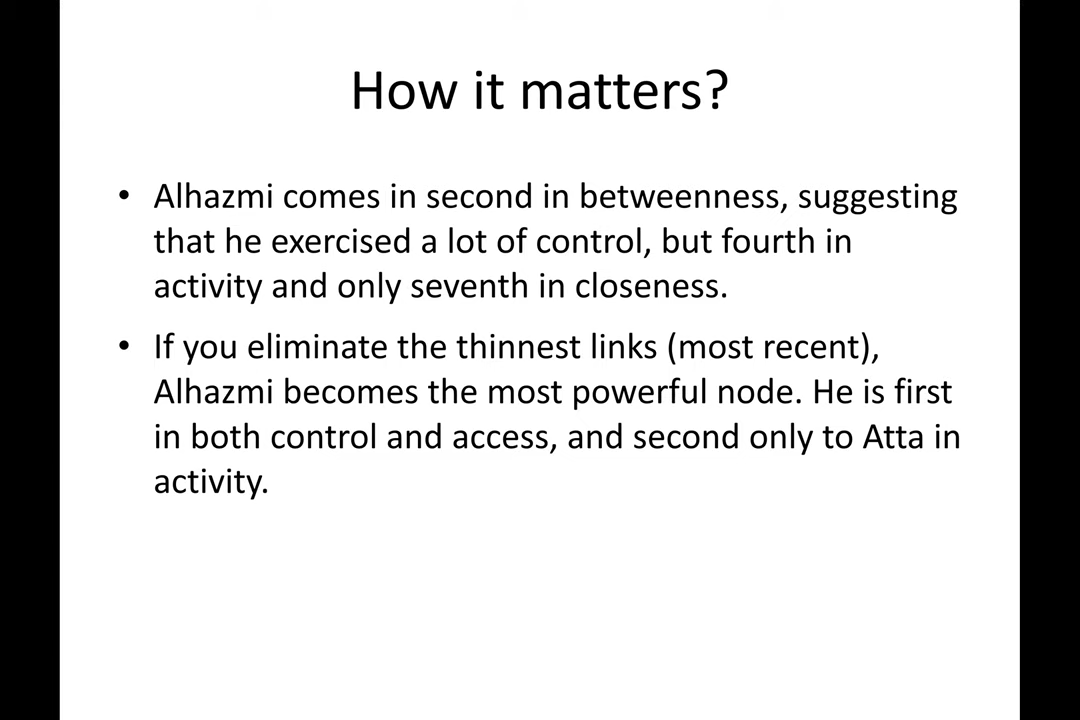 How it matters?
• Alhazmi comes in second in betweenness, suggesting
that he exercised a lot of control, but fourth in
activity and only seventh in closeness.
• If you eliminate the thinnest links (most recent),
Alhazmi becomes the most powerful node. He is first
in both control and access, and second only to Atta in
activity.